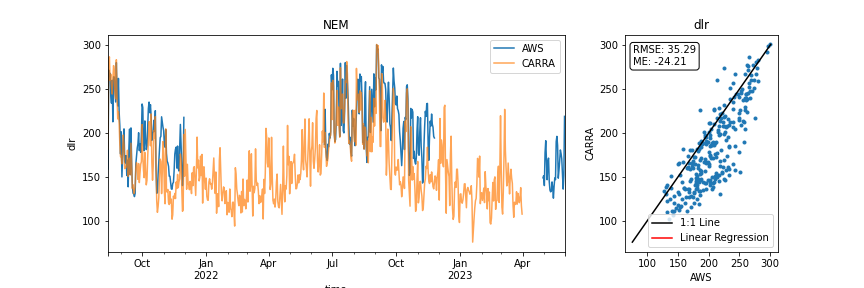 NEM
dlr
300
250
200
150
100
dlr
AWS
CARRA
Oct
Jan
2022
Apr
Jul
Oct
Jan
2023
Apr
time
dlr
RMSE: 35.29
ME: -24.21
300
250
200
150
100
CARRA
1:1 Line
Linear Regression
100
150
200
250
300
AWS